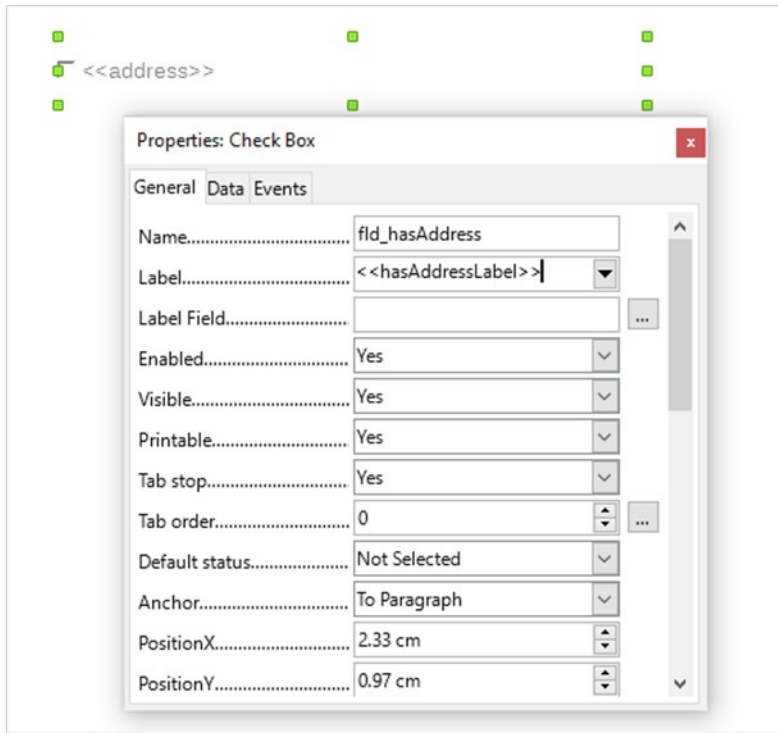 <<address>>
Properties: Check Box
x
General Data Events
Name................................. fld_hasAddress
Label.................................. <<hasAddressLabel>>
Label Field......................... ...
Enabled............................. Yes
Visible................................ Yes
Printable............................ Yes
Tab stop............................. Yes
Tab order........................... 0 ...
Default status.................... Not Selected
Anchor............................... To Paragraph
PositionX............................ 2.33 cm
PositionY............................ 0.97 cm